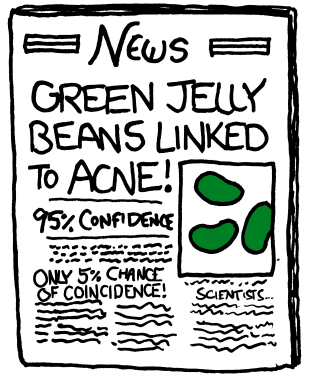 NEWS
GREEN JELLY
BEANS LINKED
TO ACNE!
95% CONFIDENCE
ONLY 5% CHANCE
OF COINCIDENCE!
SCIENTISTS...